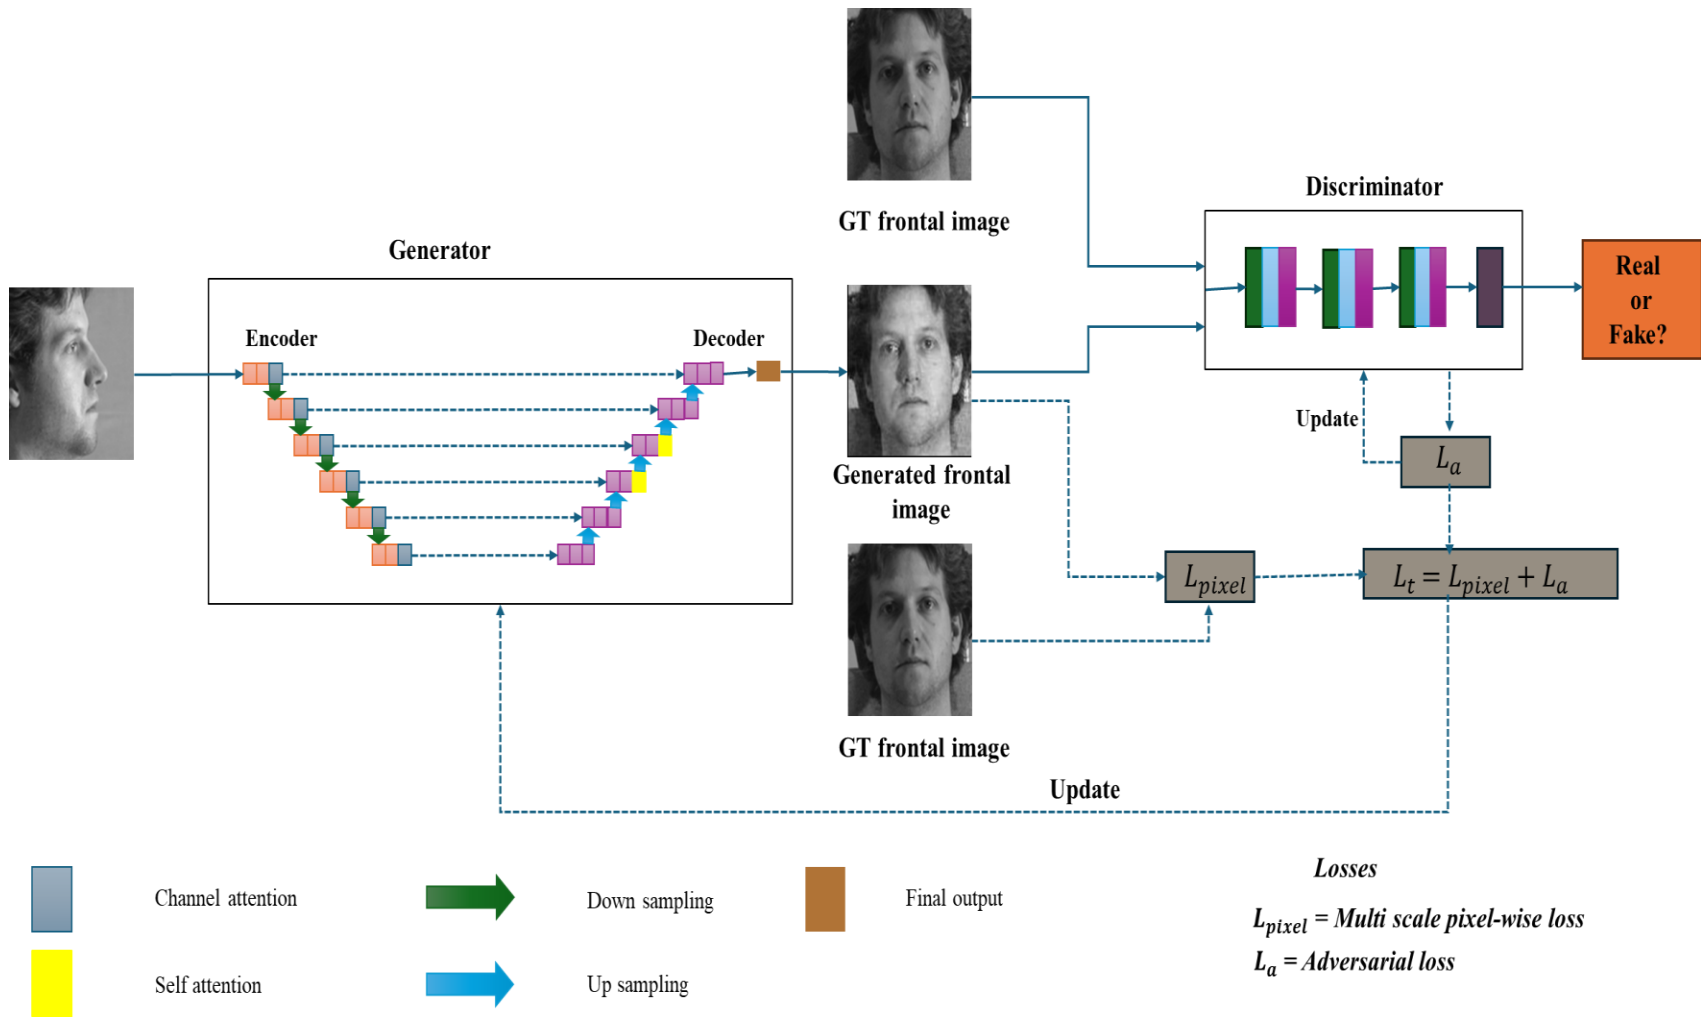 GT frontal image
Discriminator
Generator
Real
or
Fake?
Encoder
Decoder
Update
Generated frontal
image
L_a
L_pixel
L_t = L_pixel + L_a
GT frontal image
Update
Channel attention
Down sampling
Final output
Self attention
Up sampling
Losses
L_pixel = Multi scale pixel-wise loss
L_a = Adversarial loss